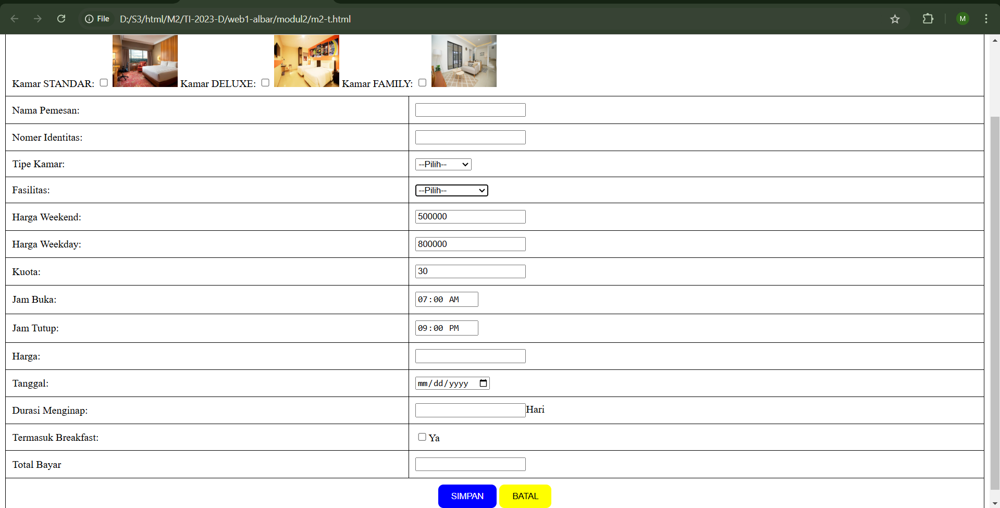 File D:/S3/html/M2/TI-2023-D/web1-albar/modul2/m2-t.html M
Kamar STANDAR: Kamar DELUXE: Kamar FAMILY:
Nama Pemesan:
Nomer Identitas:
Tipe Kamar: --Pilih--
Fasilitas: --Pilih--
Harga Weekend: 500000
Harga Weekday: 800000
Kuota: 30
Jam Buka: 07:00 AM
Jam Tutup: 09:00 PM
Harga:
Tanggal: mm/dd/yyyy
Durasi Menginap: Hari
Termasuk Breakfast: Ya
Total Bayar
SIMPAN BATAL